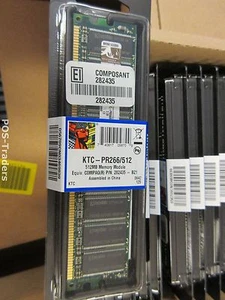 EI
COMPOSANT
282435
282435
KTC-PR266/512
512MB Memory Module
Equiv. COMPAQ(R) P/N 282435 - B21
Assembled in China
KTC
POS-Traders